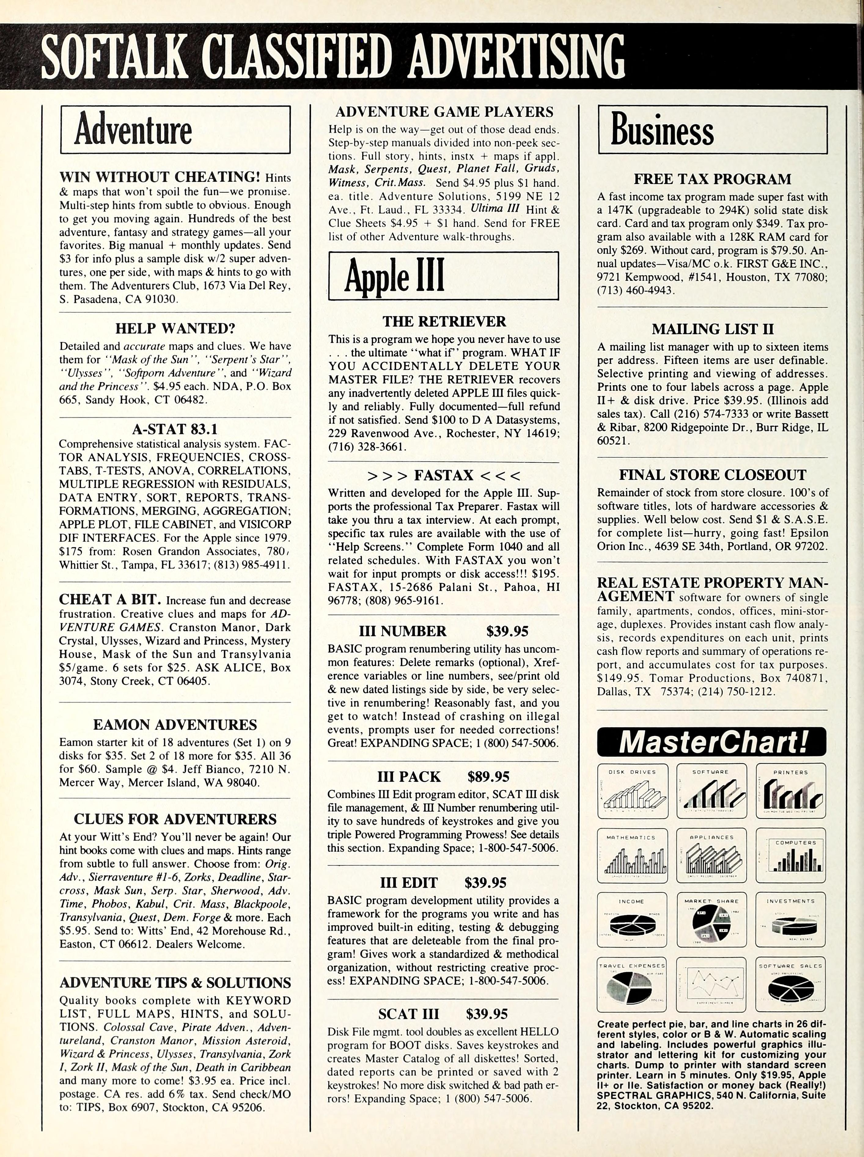 SOFTALK CLASSIFIED ADVERTISING
Adventure
WIN WITHOUT CHEATING! Hints
& maps that won't spoil the fun—we promise.
Multi-step hints from subtle to obvious. Enough
to get you moving again. Hundreds of the best
adventure, fantasy and strategy games—all your
favorites. Big manual + monthly updates. Send
$3 for info plus a sample disk w/2 super adven-
tures, one per side, with maps & hints to go with
them. The Adventurers Club, 1673 Via Del Rey,
S. Pasadena, CA 91030.
HELP WANTED?
Detailed and accurate maps and clues. We have
them for "Mask of the Sun", "Serpent's Star",
"Ulysses", "Softporn Adventure", and "Wizard
and the Princess". $4.95 each. NDA, P.O. Box
665, Sandy Hook, CT 06482.
A-STAT 83.1
Comprehensive statistical analysis system. FAC-
TOR ANALYSIS, FREQUENCIES, CROSS-
TABS, T-TESTS, ANOVA, CORRELATIONS,
MULTIPLE REGRESSION with RESIDUALS,
DATA ENTRY, SORT, REPORTS, TRANS-
FORMATIONS, MERGING, AGGREGATION;
APPLE PLOT, FILE CABINET, and VISICORP
DIF INTERFACES. For the Apple since 1979.
$175 from: Rosen Grandon Associates,
Whittier St., Tampa, FL 33617; (813) 985-4911.
CHEAT A BIT. Increase fun and decrease
frustration. Creative clues and maps for AD-
VENTURE GAMES. Cranston Manor, Dark
Crystal, Ulysses, Wizard and Princess, Mystery
House, Mask of the Sun and Transylvania
$5/game. 6 sets for $25. ASK ALICE, Box
3074, Stony Creek, CT 06405.
EAMON ADVENTURES
Eamon starter kit of 18 adventures (Set 1) on 9
disks for $35. Set 2 of 18 more for $35. All 36
for $60. Sample @ $4. Jeff Bianco, 7210 N.
Mercer Way, Mercer Island, WA 98040.
CLUES FOR ADVENTURERS
At your Witt's End? You'll never be again! Our
hint books come with clues and maps. Hints range
from subtle to full answer. Choose from: Orig.
Adv., Sierraventure #1-6, Zorks, Deadline, Star-
cross, Mask Sun, Serp. Star, Sherwood, Adv.
Time, Phobos, Kabul, Crit. Mass, Blackpoole,
Transylvania, Quest, Dem. Forge & more. Each
$5.95. Send to: Witts' End, 42 Morehouse Rd.,
Easton, CT 06612. Dealers Welcome.
ADVENTURE TIPS & SOLUTIONS
Quality books complete with KEYWORD
LIST, FULL MAPS, HINTS, and SOLU-
TIONS. Colossal Cave, Pirate Adven., Adven-
tureland, Cranston Manor, Mission Asteroid,
Wizard & Princess, Ulysses, Transylvania, Zork
I, Zork II, Mask of the Sun, Death in Caribbean
and many more to come! $3.95 ea. Price incl.
postage. CA res. add 6% tax. Send check/MO
to: TIPS, Box 6907, Stockton, CA 95206.
ADVENTURE GAME PLAYERS
Help is on the way—get out of those dead ends.
Step-by-step manuals divided into non-peek sec-
tions. Full story, hints, instx + maps if appl.
Mask, Serpents, Quest, Planet Fall, Gruds,
Witness, Crit.Mass. Send $4.95 plus $1 hand.
ea. title. Adventure Solutions, 5199 NE 12
Ave., Ft. Laud., FL 33334. Ultima III Hint &
Clue Sheets $4.95 + $1 hand. Send for FREE
list of other Adventure walk-throughs.
Apple III
THE RETRIEVER
This is a program we hope you never have to use
. . . the ultimate "what if" program. WHAT IF
YOU ACCIDENTALLY DELETE YOUR
MASTER FILE? THE RETRIEVER recovers
any inadvertently deleted APPLE III files quick-
ly and reliably. Fully documented—full refund
if not satisfied. Send $100 to D A Datasystems,
229 Ravenwood Ave., Rochester, NY 14619;
(716) 328-3661.
> > > FASTAX < < <
Written and developed for the Apple III. Sup-
ports the professional Tax Preparer. Fastax will
take you thru a tax interview. At each prompt,
specific tax rules are available with the use of
"Help Screens." Complete Form 1040 and all
related schedules. With FASTAX you won't
wait for input prompts or disk access!!! $195.
FASTAX, 15-2686 Palani St., Pahoa, HI
96778; (808) 965-9161.
III NUMBER $39.95
BASIC program renumbering utility has uncom-
mon features: Delete remarks (optional), Xref-
erence variables or line numbers, see/print old
& new dated listings side by side, be very selec-
tive in renumbering! Reasonably fast, and you
get to watch! Instead of crashing on illegal
events, prompts user for needed corrections!
Great! EXPANDING SPACE; 1 (800) 547-5006.
III PACK $89.95
Combines III Edit program editor, SCAT III disk
file management, & III Number renumbering util-
ity to save hundreds of keystrokes and give you
triple Powered Programming Prowess! See details
this section. Expanding Space; 1-800-547-5006.
III EDIT $39.95
BASIC program development utility provides a
framework for the programs you write and has
improved built-in editing, testing & debugging
features that are deleteable from the final pro-
gram! Gives work a standardized & methodical
organization, without restricting creative proc-
ess! EXPANDING SPACE; 1-800-547-5006.
SCAT III $39.95
Disk File mgmt. tool doubles as excellent HELLO
program for BOOT disks. Saves keystrokes and
creates Master Catalog of all diskettes! Sorted,
dated reports can be printed or saved with 2
keystrokes! No more disk switched & bad path er-
rors! Expanding Space; 1 (800) 547-5006.
Business
FREE TAX PROGRAM
A fast income tax program made super fast with
a 147K (upgradeable to 294K) solid state disk
card. Card and tax program only $349. Tax pro-
gram also available with a 128K RAM card for
only $269. Without card, program is $79.50. An-
nual updates—Visa/MC o.k. FIRST G&E INC.,
9721 Kempwood, #1541, Houston, TX 77080;
(713) 460-4943.
MAILING LIST II
A mailing list manager with up to sixteen items
per address. Fifteen items are user definable.
Selective printing and viewing of addresses.
Prints one to four labels across a page. Apple
II+ & disk drive. Price $39.95. (Illinois add
sales tax). Call (216) 574-7333 or write Bassett
& Ribar, 8200 Ridgepointe Dr., Burr Ridge, IL
60521.
FINAL STORE CLOSEOUT
Remainder of stock from store closure. 100's of
software titles, lots of hardware accessories &
supplies. Well below cost. Send $1 & S.A.S.E.
for complete list—hurry, going fast! Epsilon
Orion Inc., 4639 SE 34th, Portland, OR 97202.
REAL ESTATE PROPERTY MAN-
AGEMENT software for owners of single
family, apartments, condos, offices, mini-stor-
age, duplexes. Provides instant cash flow analy-
sis, records expenditures on each unit, prints
cash flow reports and summary of operations re-
port, and accumulates cost for tax purposes.
$149.95. Tomar Productions, Box 740871,
Dallas, TX 75374; (214) 750-1212.
MasterChart!
DISK DRIVES SOFTWARE PRINTERS
MATHEMATICS APPLIANCES COMPUTERS
INCOME MARKET SHARE INVESTMENTS
TRAVEL EXPENSES SOFTWARE SALES
Create perfect pie, bar, and line charts in 26 dif-
ferent styles, color or B & W. Automatic scaling
and labeling. Includes powerful graphics illu-
strator and lettering kit for customizing your
charts. Dump to printer with standard screen
printer. Learn in 5 minutes. Only $19.95, Apple
II+ or IIe. Satisfaction or money back (Really!)
SPECTRAL GRAPHICS, 540 N. California, Suite
22, Stockton, CA 95202.